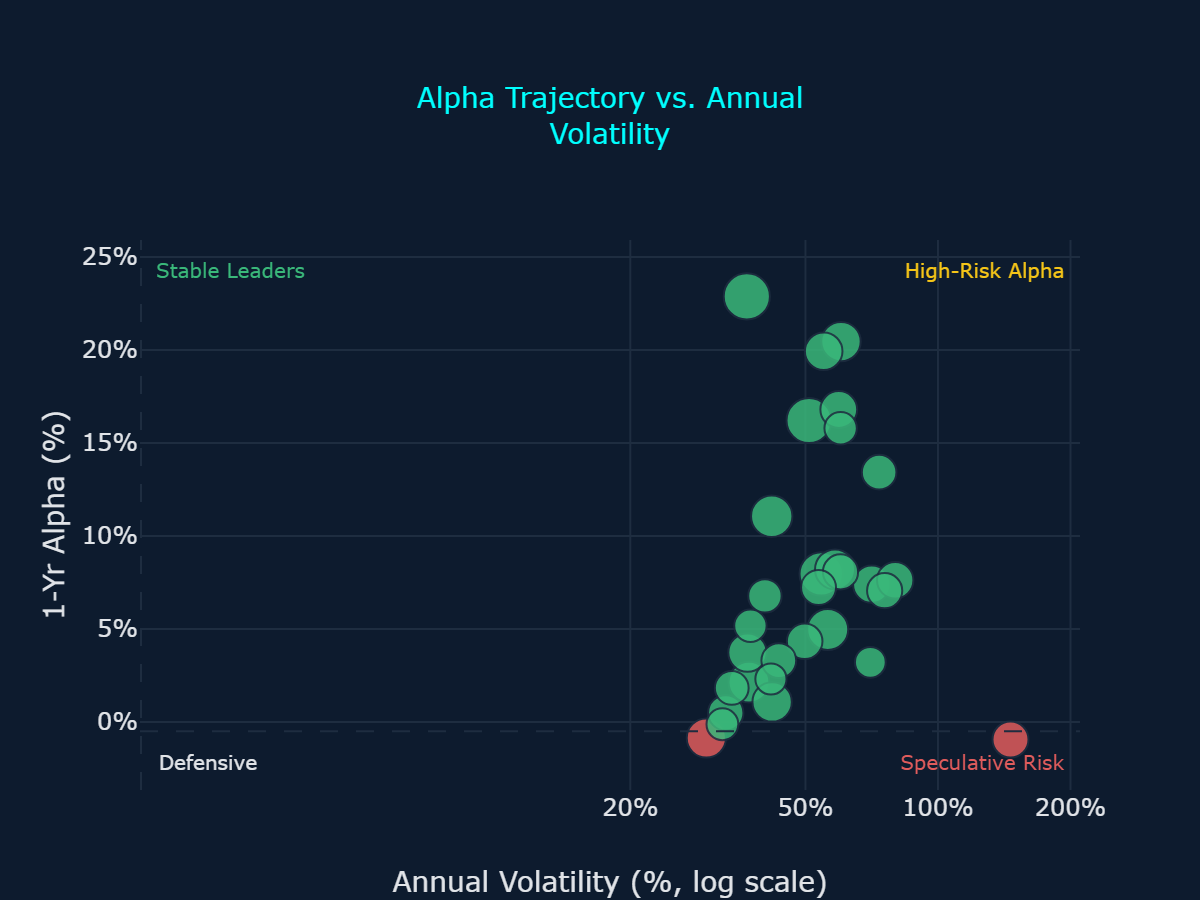 Alpha Trajectory vs. Annual
Volatility
25%
Stable Leaders
High-Risk Alpha
20%
15%
10%
5%
0%
1-Yr Alpha (%)
Defensive
Speculative Risk
20%
50%
100%
200%
Annual Volatility (%, log scale)